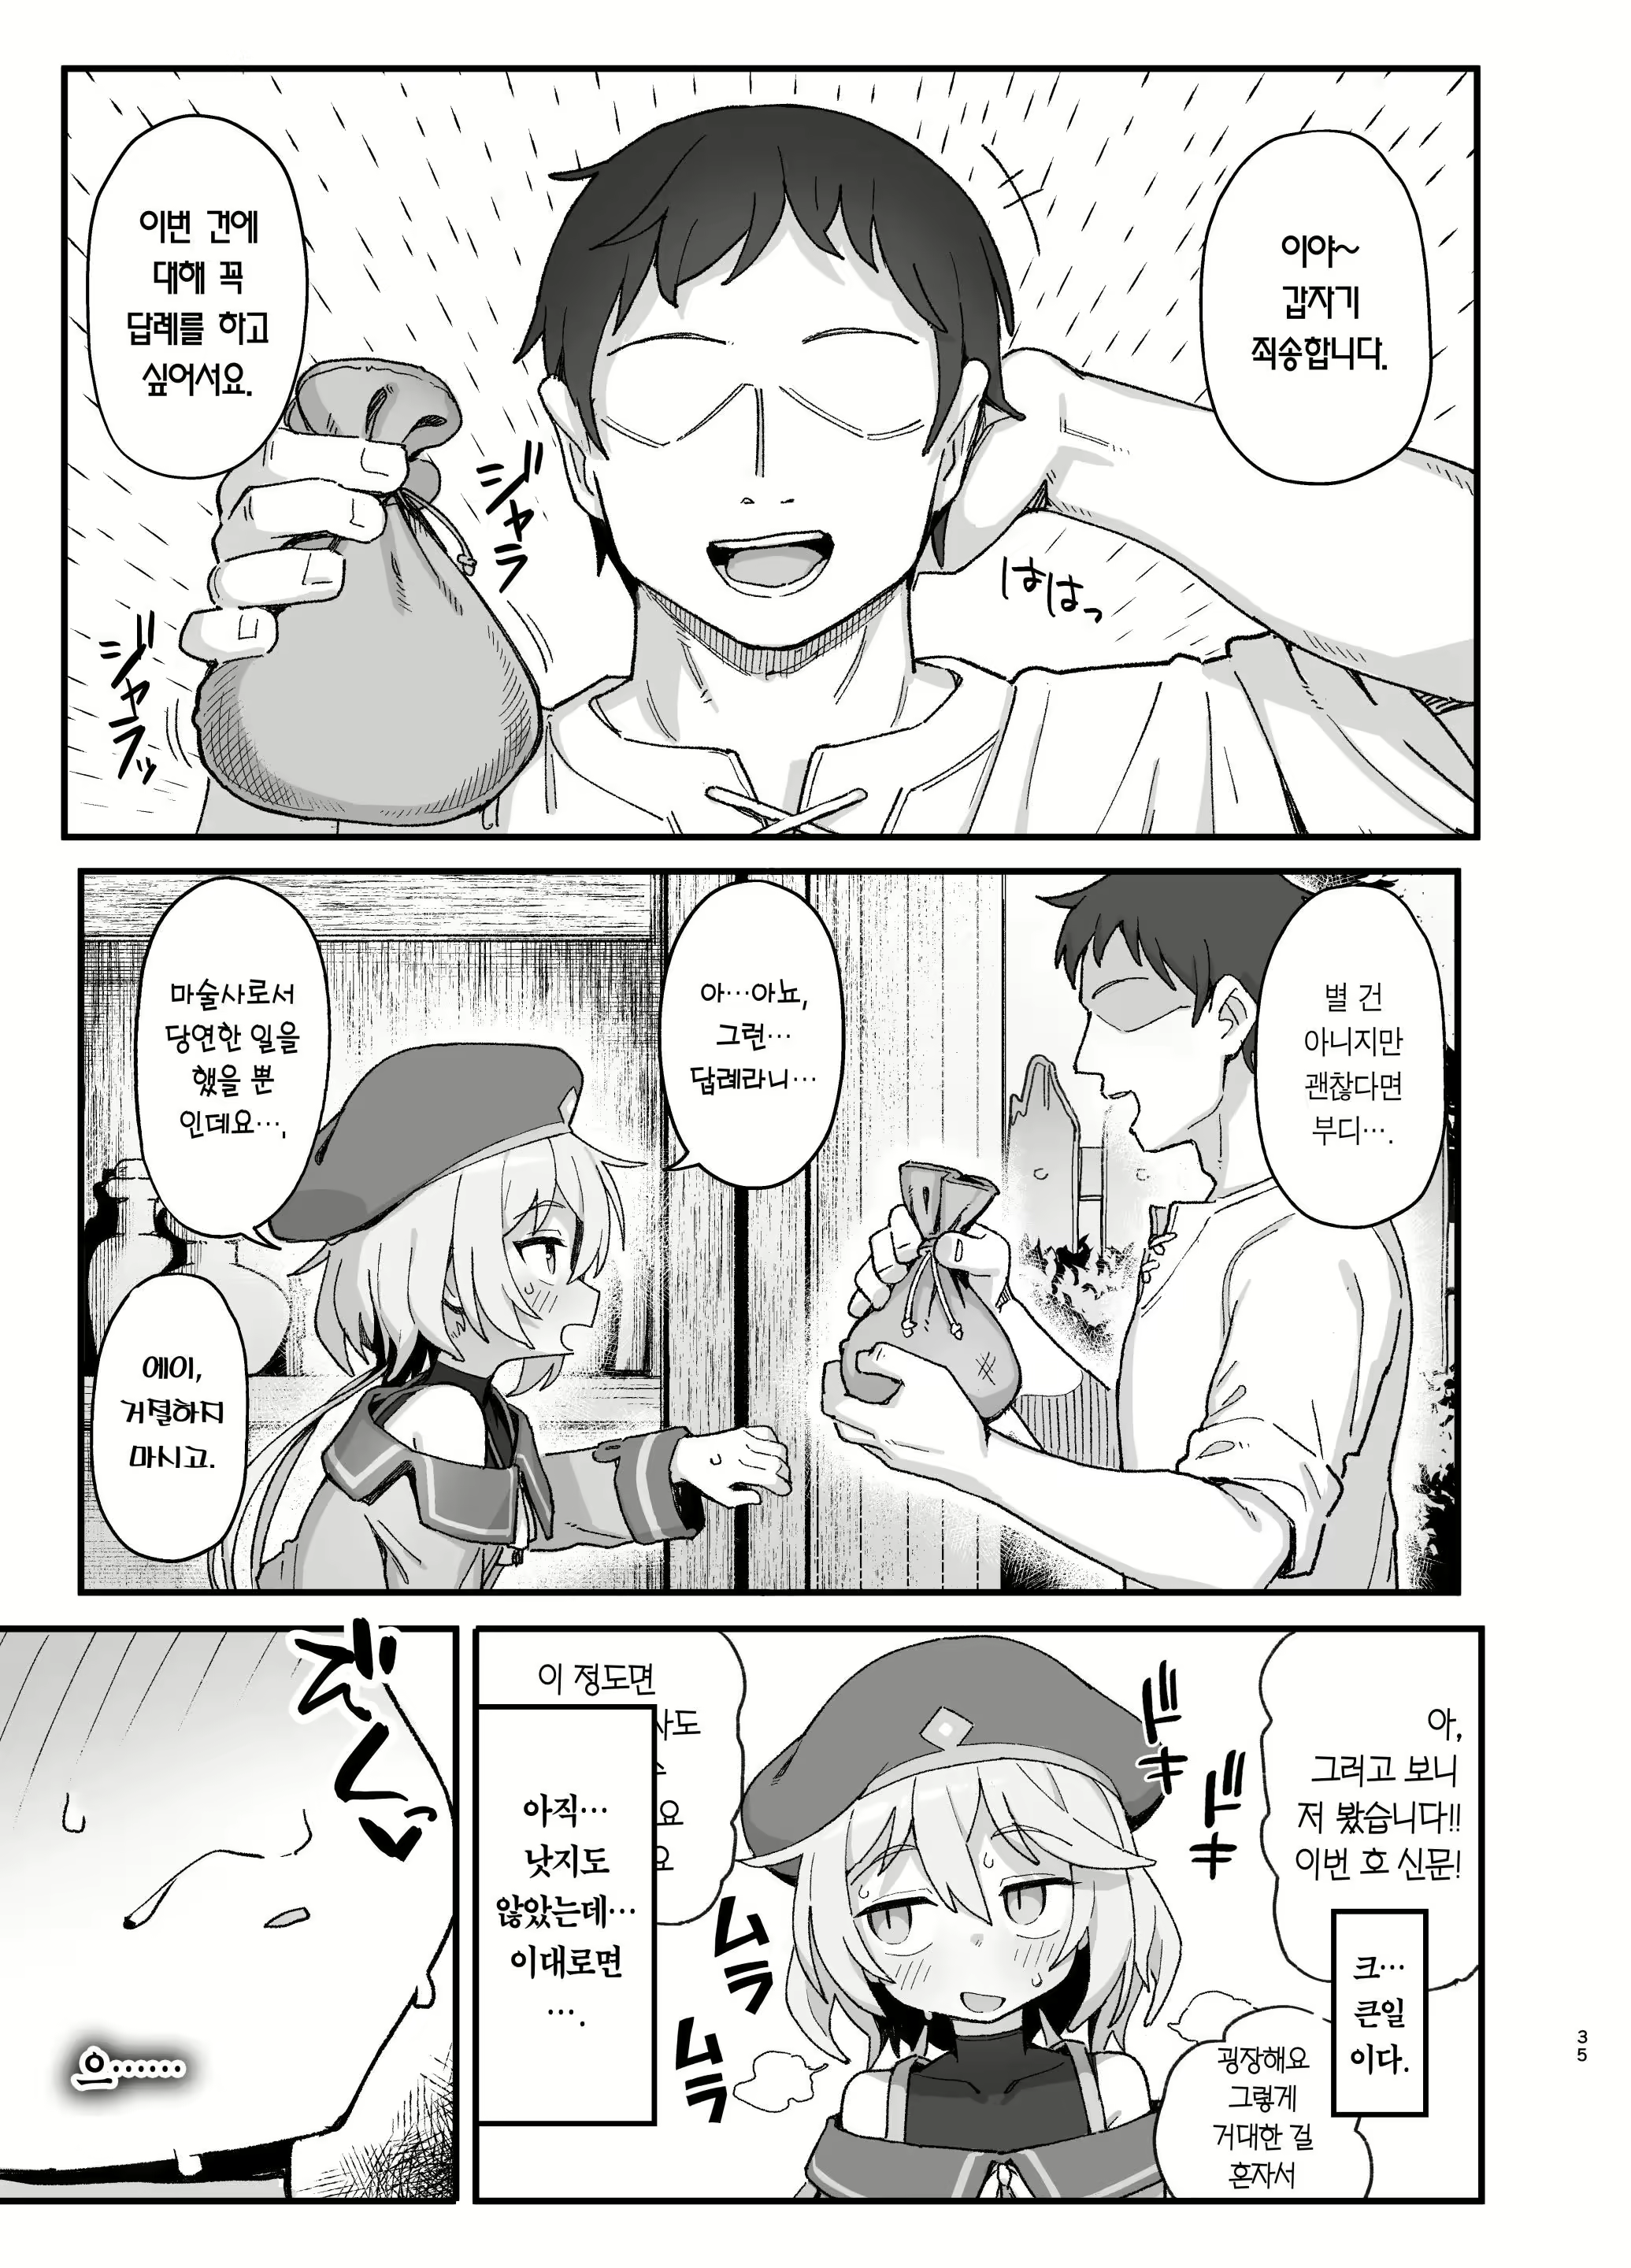 이야~
갑자기
죄송합니다.
이번 건에
대해 꼭
답례를 하고
싶어서요.
ジャラ
ジャラッ
ははっ
별 건
아니지만
괜찮다면
부디….
아…아뇨,
그런…
답례라니…
마술사로서
당연한 일을
했을 뿐
인데요….
에이,
거절하지
마시고.
아,
그러고 보니
저 봤습니다!!
이번 호 신문!
크…
큰일
이다.
굉장해요
그렇게
거대한 걸
혼자서
ドキ
ドキ
ムラ
ムラ
이 정도면
사도
요
요
아직…
낫지도
않았는데…
이대로면
….
으……
35